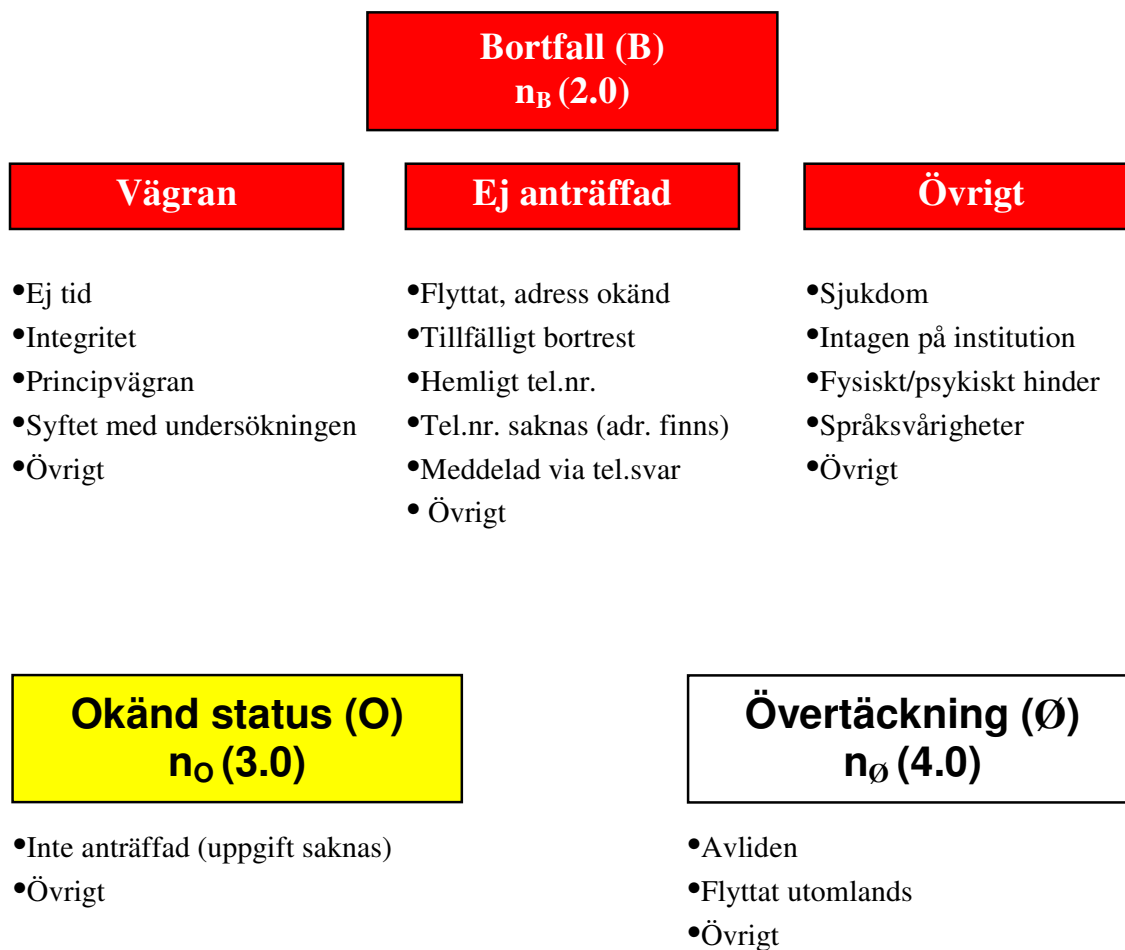 Bortfall (B)
nB (2.0)
Vägran
•Ej tid
•Integritet
•Principvägran
•Syftet med undersökningen
•Övrigt
Ej anträffad
•Flyttat, adress okänd
•Tillfälligt bortrest
•Hemligt tel.nr.
•Tel.nr. saknas (adr. finns)
•Meddelad via tel.svar
• Övrigt
Övrigt
•Sjukdom
•Intagen på institution
•Fysiskt/psykiskt hinder
•Språksvårigheter
•Övrigt
Okänd status (O)
nO (3.0)
•Inte anträffad (uppgift saknas)
•Övrigt
Övertäckning (Ø)
nØ (4.0)
•Avliden
•Flyttat utomlands
•Övrigt